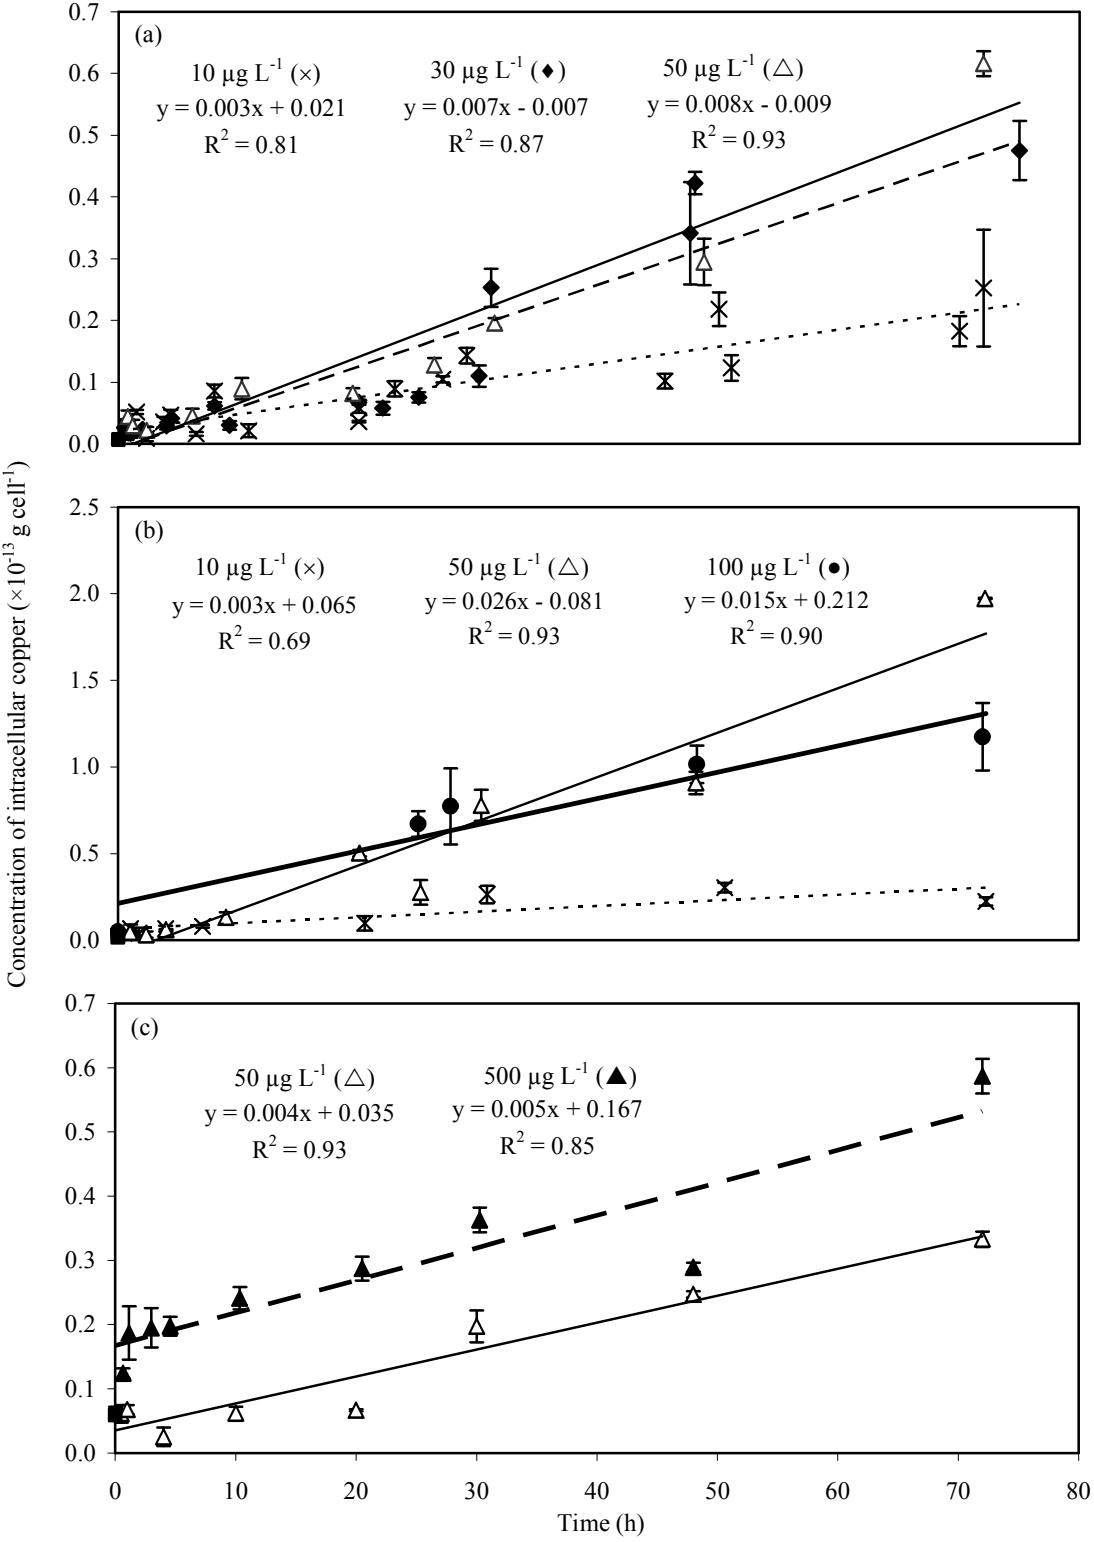 Concentration of intracellular copper (×10⁻¹³ g cell⁻¹)
(a)
10 µg L⁻¹ (×)
y = 0.003x + 0.021
R² = 0.81
30 µg L⁻¹ (♦)
y = 0.007x - 0.007
R² = 0.87
50 µg L⁻¹ (△)
y = 0.008x - 0.009
R² = 0.93
0.7
0.6
0.5
0.4
0.3
0.2
0.1
0.0
(b)
10 µg L⁻¹ (×)
y = 0.003x + 0.065
R² = 0.69
50 µg L⁻¹ (△)
y = 0.026x - 0.081
R² = 0.93
100 µg L⁻¹ (●)
y = 0.015x + 0.212
R² = 0.90
2.5
2.0
1.5
1.0
0.5
0.0
(c)
50 µg L⁻¹ (△)
y = 0.004x + 0.035
R² = 0.93
500 µg L⁻¹ (▲)
y = 0.005x + 0.167
R² = 0.85
0.7
0.6
0.5
0.4
0.3
0.2
0.1
0.0
0 10 20 30 40 50 60 70 80
Time (h)